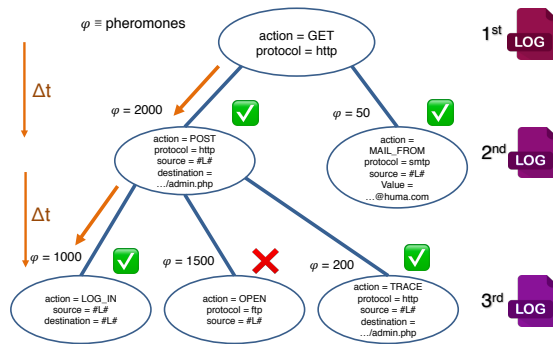 φ ≡ pheromones
action = GET
protocol = http
1st
LOG
Δt
φ = 2000
φ = 50
action = POST
protocol = http
source = #L#
destination =
.../admin.php
action =
MAIL_FROM
protocol = smtp
source = #L#
Value =
...@huma.com
2nd
LOG
Δt
φ = 1000
φ = 1500
φ = 200
action = LOG_IN
source = #L#
destination = #L#
action = OPEN
protocol = ftp
source = #L#
action = TRACE
protocol = http
source = #L#
destination =
.../admin.php
3rd
LOG